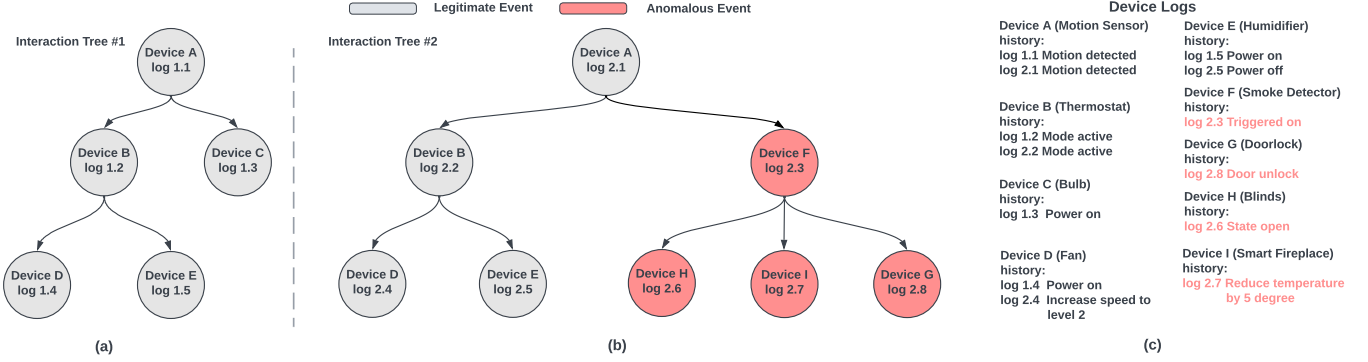 Legitimate Event
Anomalous Event
Interaction Tree #1
Device A
log 1.1
Device B
log 1.2
Device C
log 1.3
Device D
log 1.4
Device E
log 1.5
(a)
Interaction Tree #2
Device A
log 2.1
Device B
log 2.2
Device F
log 2.3
Device D
log 2.4
Device E
log 2.5
Device H
log 2.6
Device I
log 2.7
Device G
log 2.8
(b)
Device Logs
Device A (Motion Sensor)
history:
log 1.1 Motion detected
log 2.1 Motion detected
Device B (Thermostat)
history:
log 1.2 Mode active
log 2.2 Mode active
Device C (Bulb)
history:
log 1.3 Power on
Device D (Fan)
history:
log 1.4 Power on
log 2.4 Increase speed to
level 2
Device E (Humidifier)
history:
log 1.5 Power on
log 2.5 Power off
Device F (Smoke Detector)
history:
log 2.3 Triggered on
Device G (Doorlock)
history:
log 2.8 Door unlock
Device H (Blinds)
history:
log 2.6 State open
Device I (Smart Fireplace)
history:
log 2.7 Reduce temperature
by 5 degree
(c)